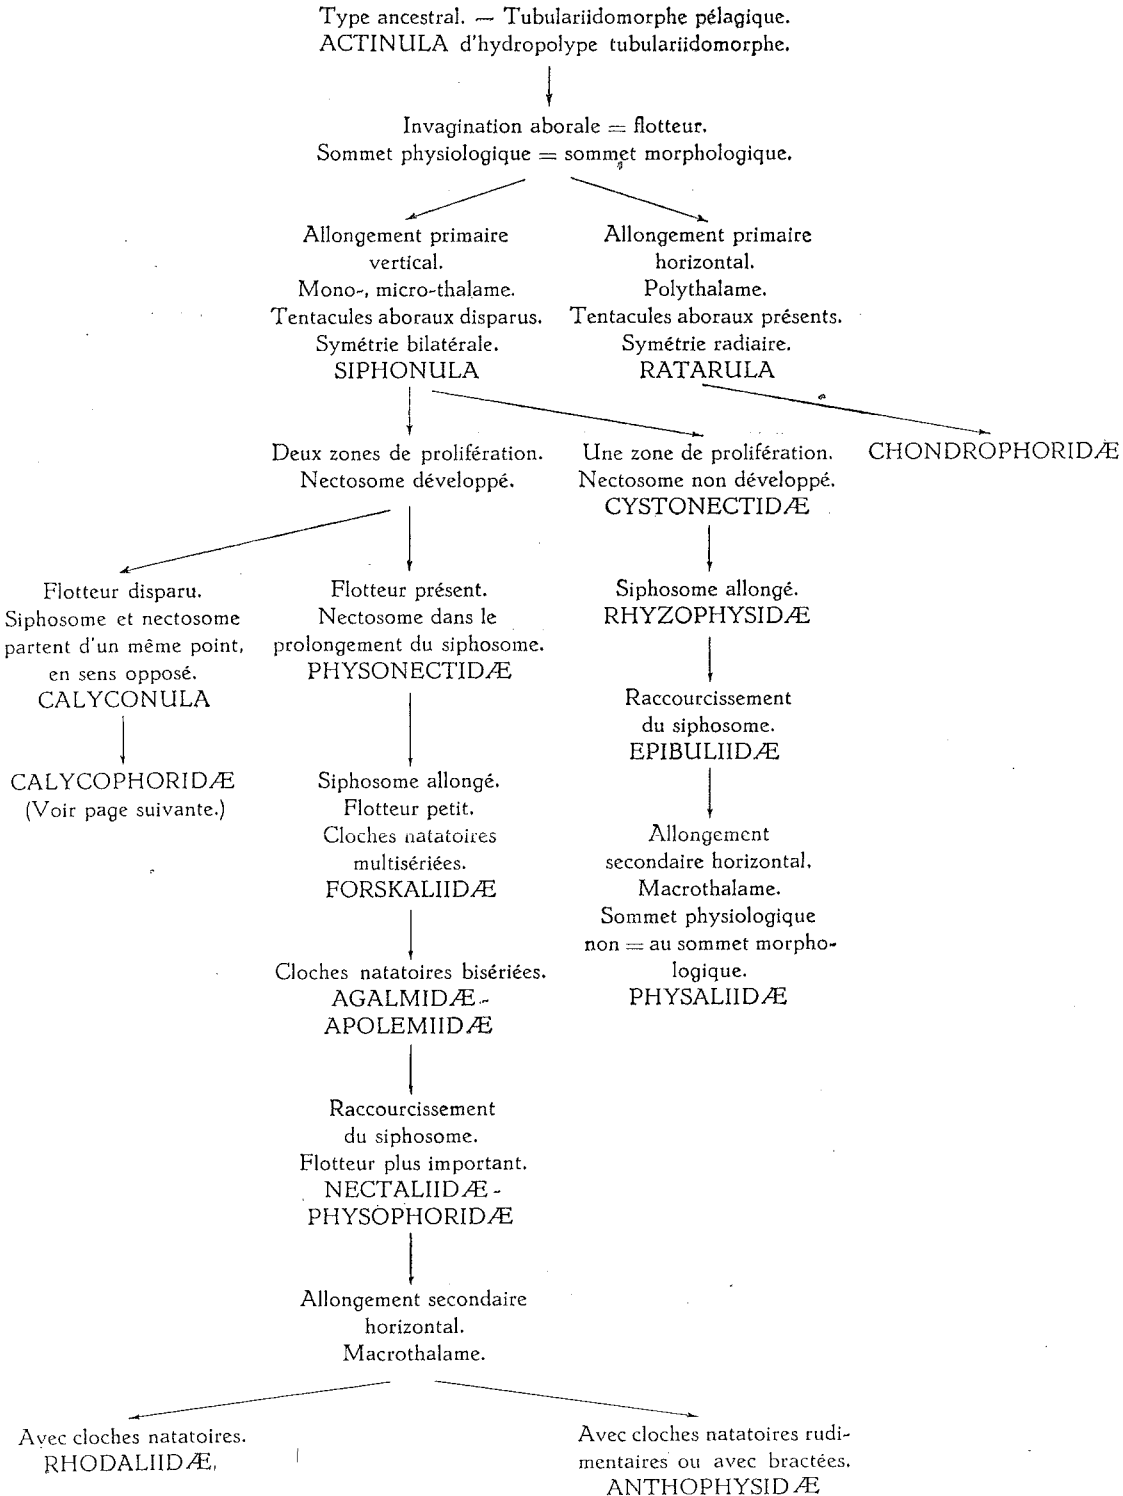 Type ancestral. — Tubulariidomorphe pélagique.
ACTINULA d'hydropolype tubulariidomorphe.
Invagination aborale = flotteur.
Sommet physiologique = sommet morphologique.
Allongement primaire
vertical.
Mono-, micro-thalame.
Tentacules aboraux disparus.
Symétrie bilatérale.
SIPHONULA
Allongement primaire
horizontal.
Polythalame.
Tentacules aboraux présents.
Symétrie radiaire.
RATARULA
Deux zones de prolifération.
Nectosome développé.
Une zone de prolifération.
Nectosome non développé.
CYSTONECTIDÆ
CHONDROPHORIDÆ
Flotteur disparu.
Siphosome et nectosome
partent d'un même point,
en sens opposé.
CALYCONULA
CALYCOPHORIDÆ
(Voir page suivante.)
Flotteur présent.
Nectosome dans le
prolongement du siphosome.
PHYSONECTIDÆ
Siphosome allongé.
Flotteur petit.
Cloches natatoires
multisériées.
FORSKALIIDÆ
Cloches natatoires bisériées.
AGALMIDÆ-
APOLEMIIDÆ
Raccourcissement
du siphosome.
Flotteur plus important.
NECTALIIDÆ-
PHYSOPHORIDÆ
Allongement secondaire
horizontal.
Macrothalame.
Siphosome allongé.
RHYZOPHYSIDÆ
Raccourcissement
du siphosome.
EPIBULIIDÆ
Allongement
secondaire horizontal.
Macrothalame.
Sommet physiologique
non = au sommet morpho-
logique.
PHYSALIIDÆ
Avec cloches natatoires.
RHODALIIDÆ.
Avec cloches natatoires rudi-
mentaires ou avec bractées.
ANTHOPHYSIDÆ